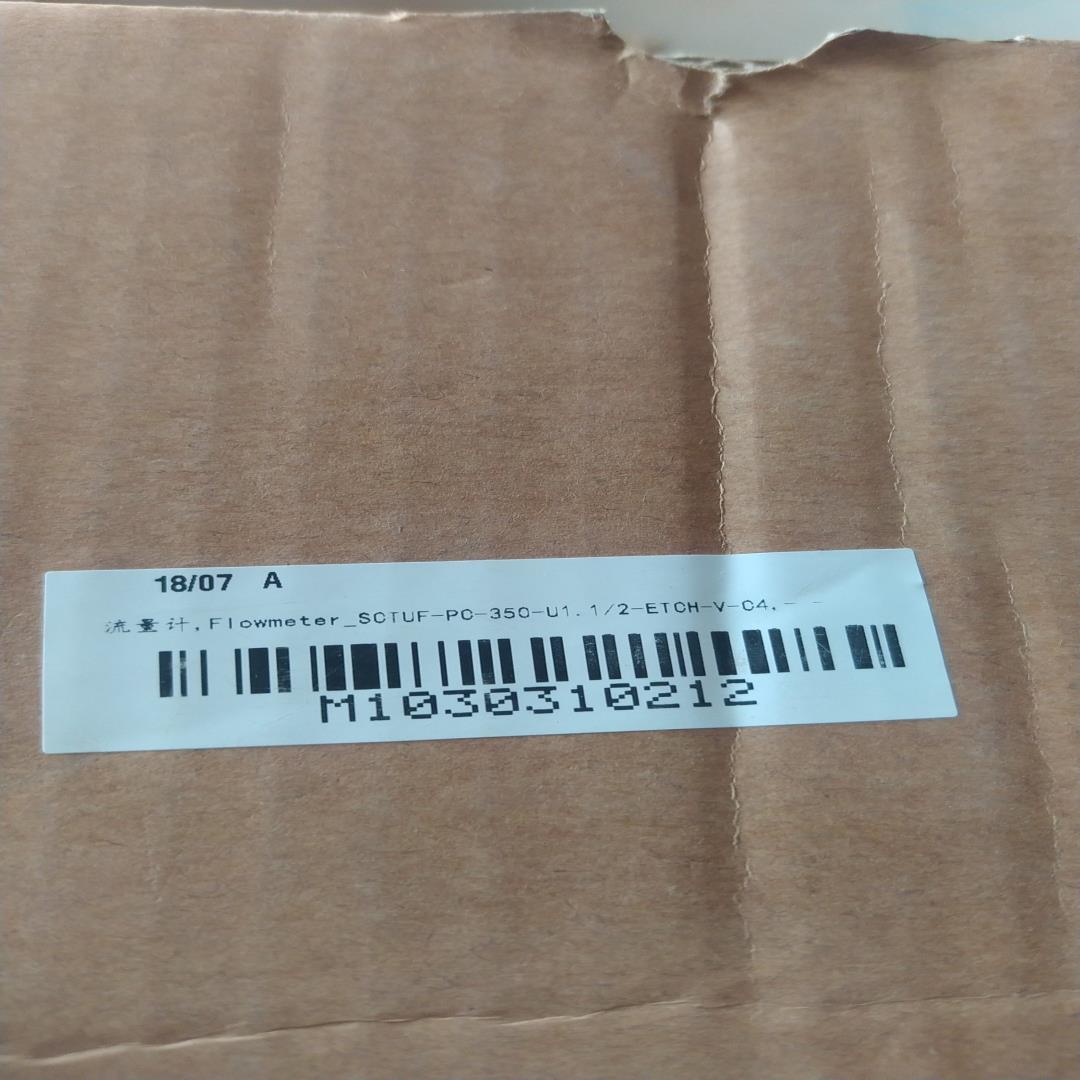 18/07 A
流量计,Flowmeter_SCTUF-PC-350-U1.1/2-ETCH-V-C4,- -
M1030310212